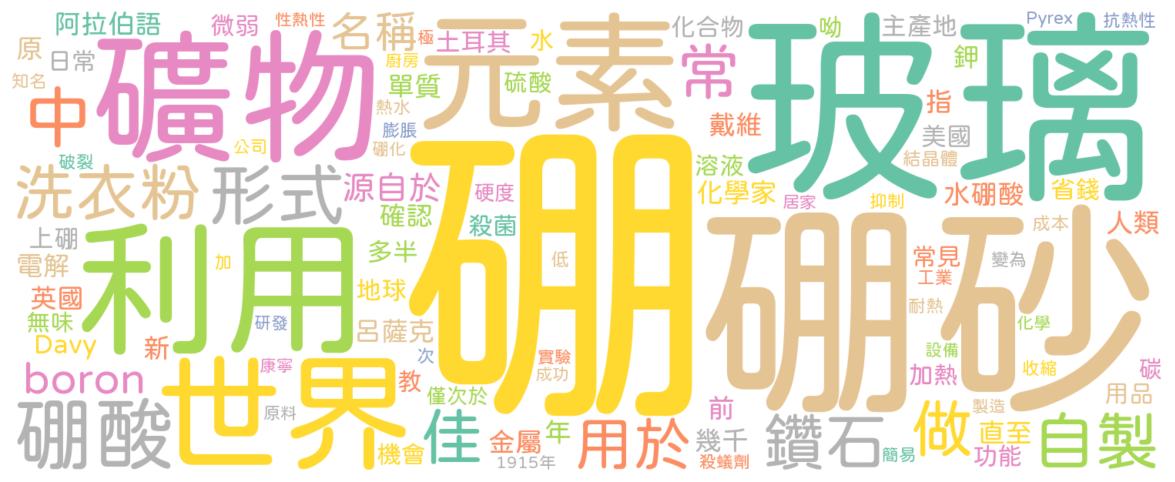 阿拉伯語
微弱
性熱性
名稱
極
土耳其
水
元素
化合物
呦
主產地
Pyrex
抗熱性
原
日常
知名
中
礦物
廚房
單質
硫酸
熱水
膨脹
硼化
常
玻璃
鉀
指
戴維
美國
結晶體
破裂
公司
洗衣粉
形式
源自於
確認
硬度
殺菌
硼
溶液
化學家
居家
抑制
水硼酸
省錢
人類
上硼
電解
英國
無味
Davy
新
利用
加
研發
多半
地球
呂薩克
次
低
硼砂
常見
工業
成本
變為
耐熱
化學
設備
收縮
加熱
碳
用品
boron
世界
康寧
原料
教
僅次於
實驗
成功
前
製造
硼酸
機會
佳
金屬
年
1915年
用於
幾千
殺蟻劑
鑽石
簡易
做
直至
功能
自製